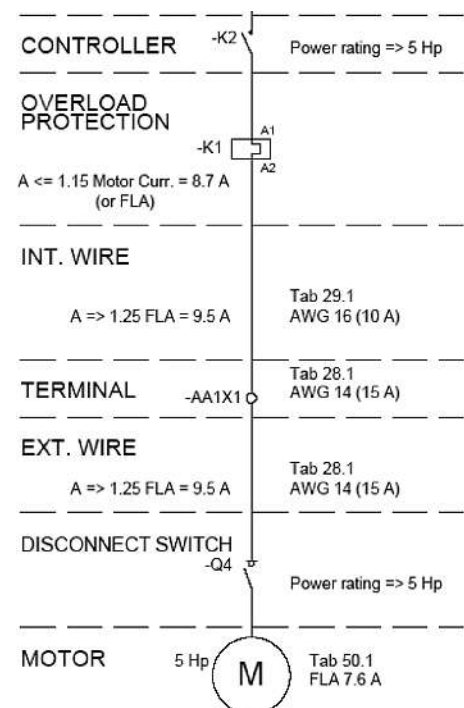 CONTROLLER -K2 Power rating => 5 Hp
OVERLOAD
PROTECTION
-K1 A1
A2
A <= 1.15 Motor Curr. = 8.7 A
(or FLA)
INT. WIRE
Tab 29.1
A => 1.25 FLA = 9.5 A AWG 16 (10 A)
Tab 28.1
TERMINAL -AA1X1 AWG 14 (15 A)
EXT. WIRE
Tab 28.1
A => 1.25 FLA = 9.5 A AWG 14 (15 A)
DISCONNECT SWITCH
-Q4
Power rating => 5 Hp
MOTOR 5 Hp M Tab 50.1
FLA 7.6 A